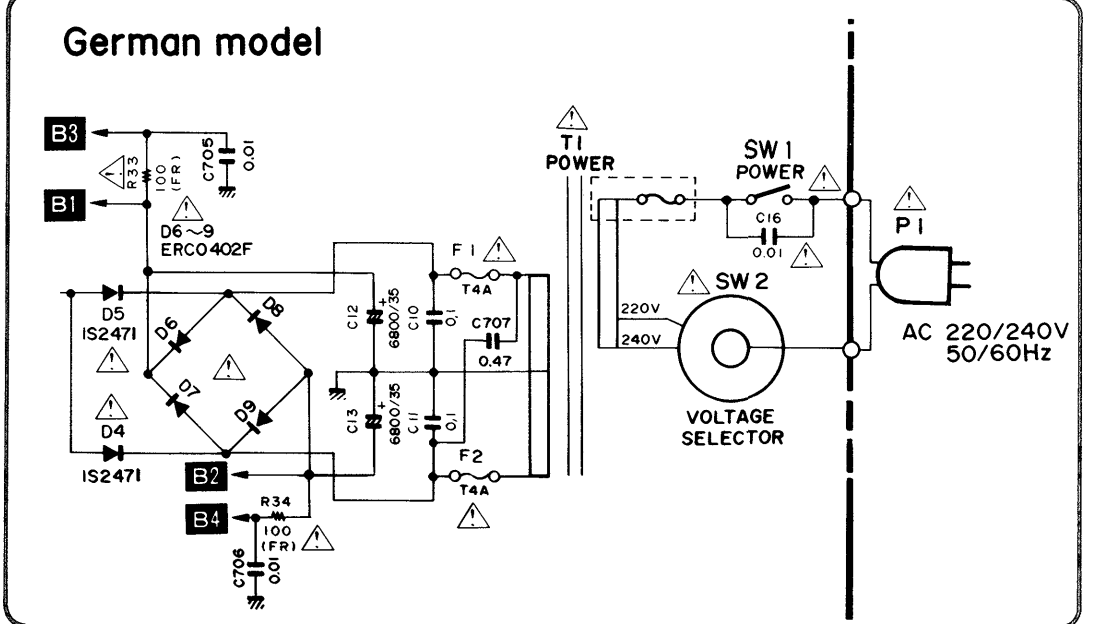 German model
B3
R33
100
(FR)
C705
0.01
B1
D6~9
ERC0402F
T1
POWER
SW1
POWER
C16
0.01
P1
AC 220/240V
50/60Hz
SW2
220V
240V
VOLTAGE
SELECTOR
F1
T4A
C707
0.47
C12
+
6800/35
C10
0.1
D5
1S2471
D6
D8
D7
D9
D4
1S2471
C13
+
6800/35
C11
0.1
F2
T4A
B2
B4
R34
100
(FR)
C706
0.01
!
!
!
!
!
!
!
!
!
!
!
!
!